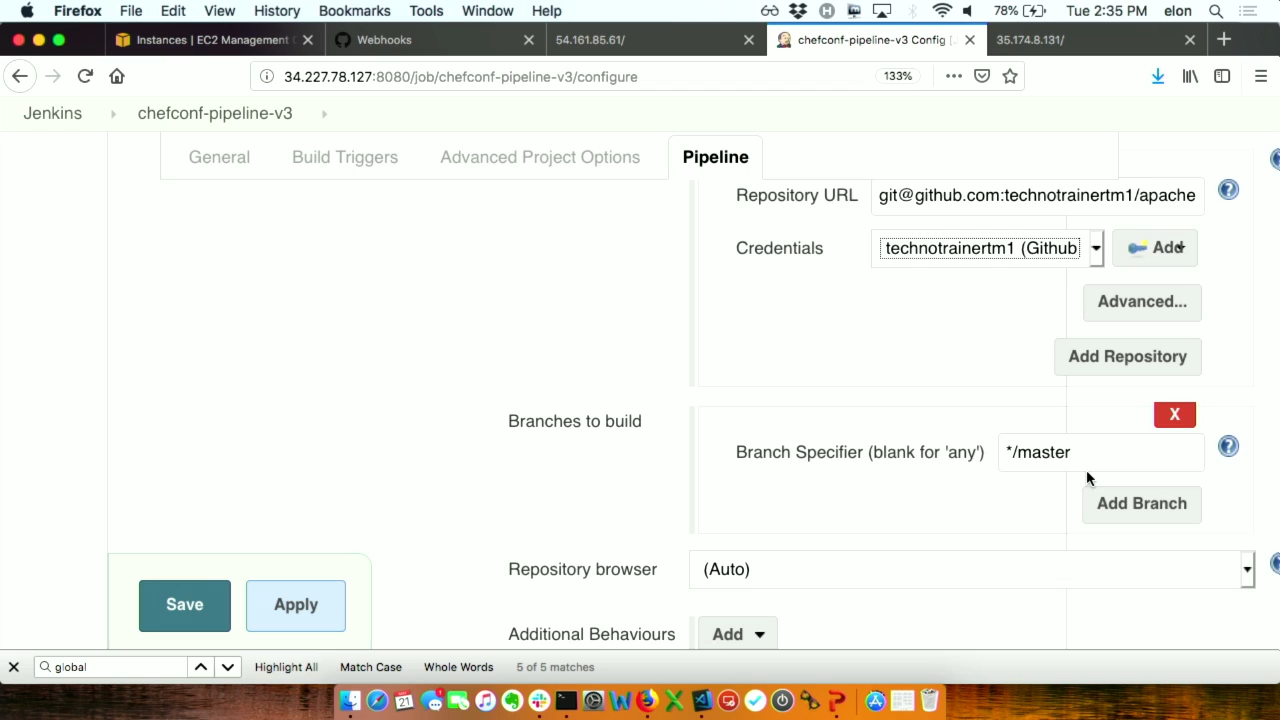 Firefox File Edit View History Bookmarks Tools Window Help 78% Tue 2:35 PM elon
Instances | EC2 Management Webhooks 54.161.85.61/ chefconf-pipeline-v3 Config [ 35.174.8.131/
34.227.78.127:8080/job/chefconf-pipeline-v3/configure 133%
Jenkins chefconf-pipeline-v3
General Build Triggers Advanced Project Options Pipeline
Repository URL git@github.com:technotrainertm1/apache
Credentials technotrainertm1 (Github Add
Advanced...
Add Repository
Branches to build X
Branch Specifier (blank for 'any') */master
Add Branch
Repository browser (Auto)
Save Apply
Additional Behaviours Add
global Highlight All Match Case Whole Words 5 of 5 matches